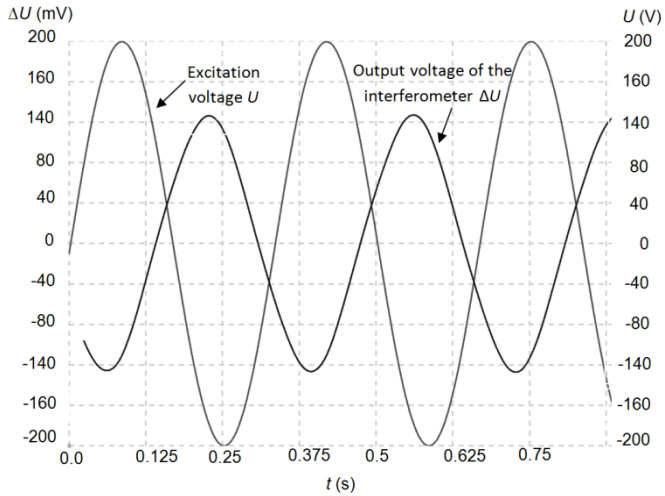 ΔU (mV)
U (V)
200
160
140
80
40
0
-40
-80
-140
-160
-200
Excitation
voltage U
Output voltage of the
interferometer ΔU
200
160
140
80
40
0
-40
-80
-140
-160
-200
0.0 0.125 0.25 0.375 0.5 0.625 0.75
t (s)